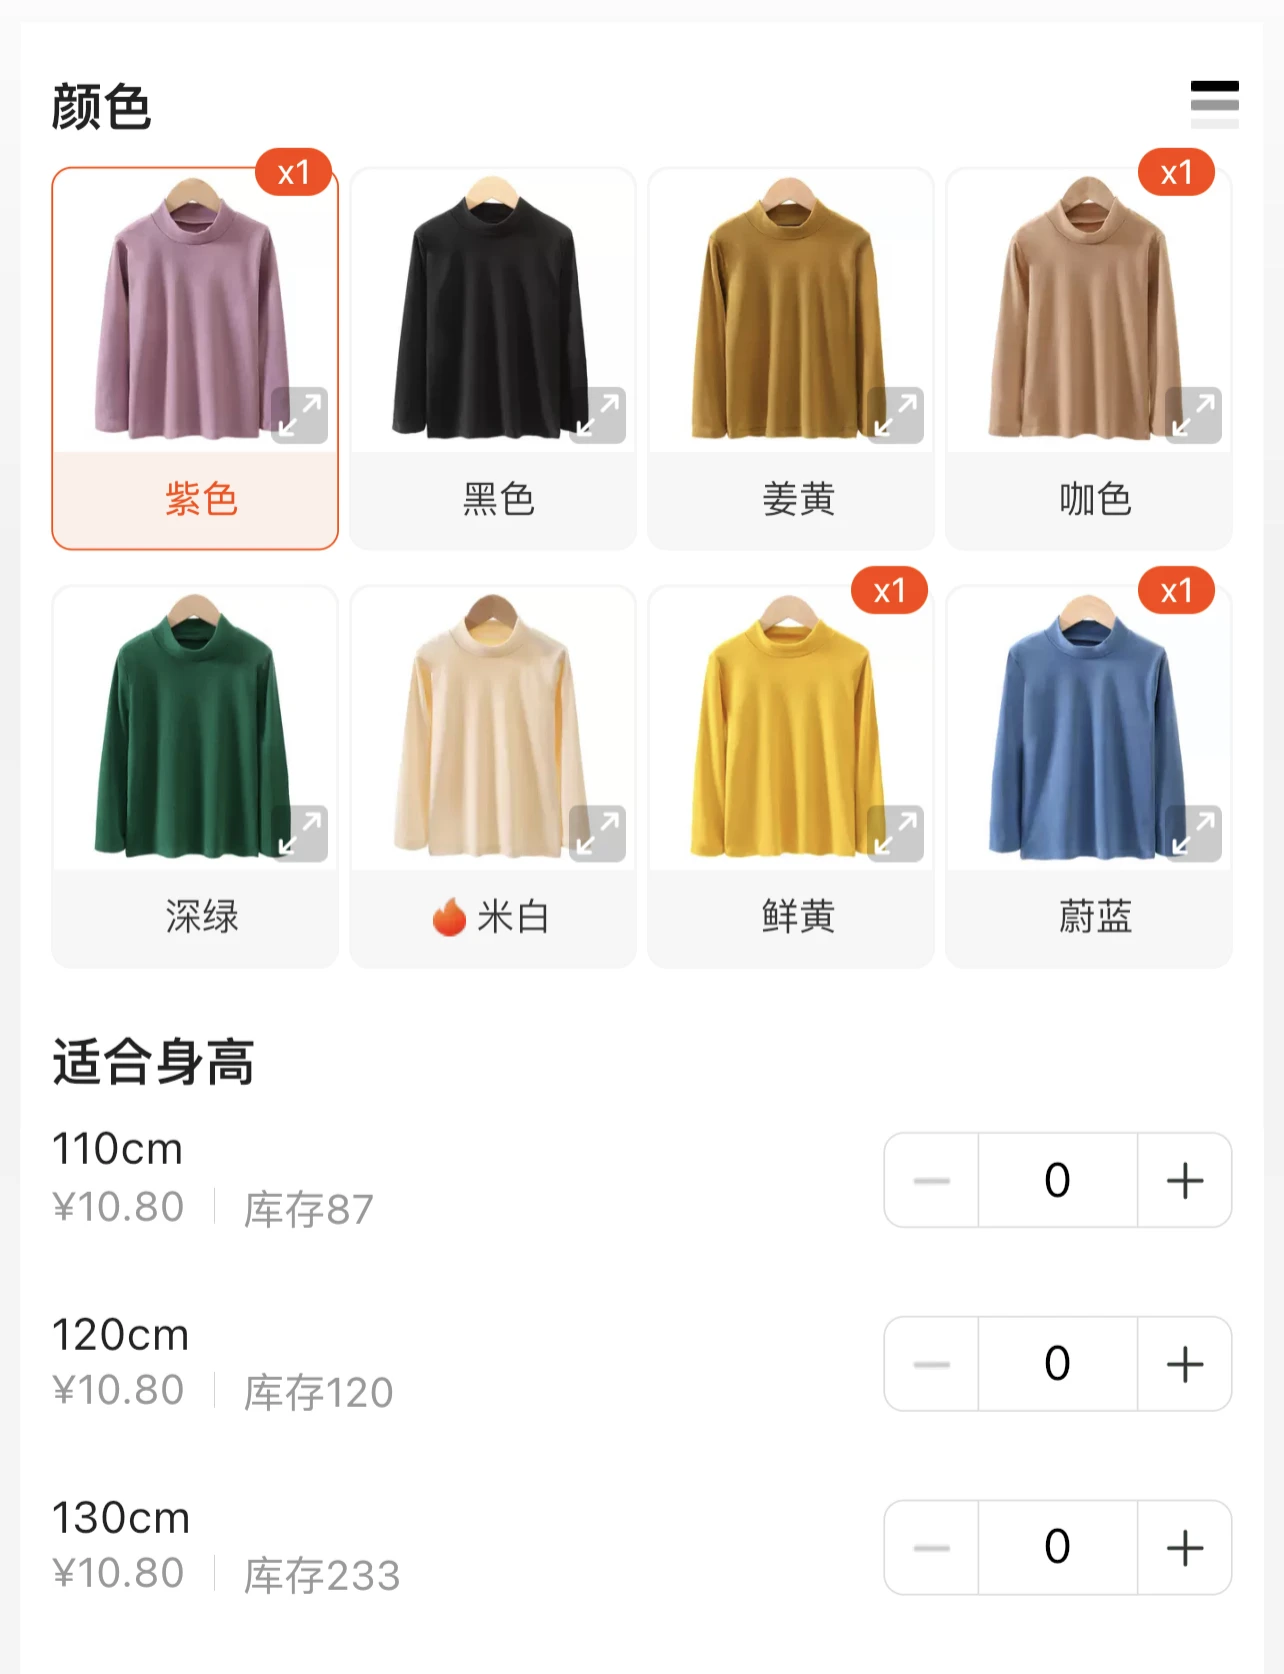 颜色
x1
x1
紫色
黑色
姜黄
咖色
x1
x1
深绿
🔥 米白
鲜黄
蔚蓝
适合身高
110cm
0
¥10.80 库存87
120cm
0
¥10.80 库存120
130cm
0
¥10.80 库存233